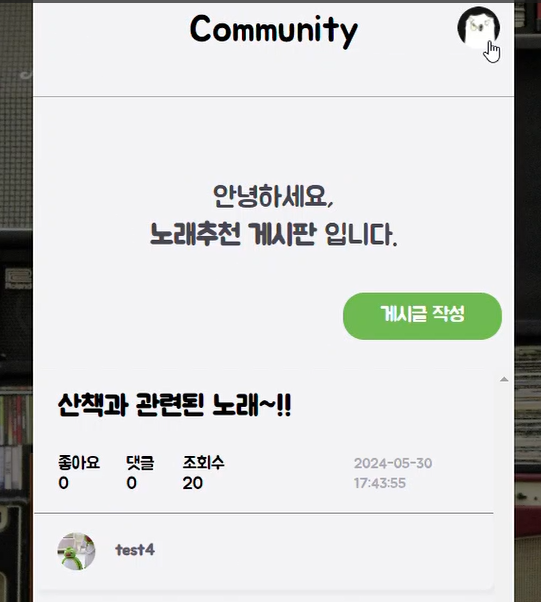 Community
안녕하세요,
노래추천 게시판 입니다.
게시글 작성
산책과 관련된 노래~!!
좋아요 댓글 조회수
0 0 20
2024-05-30
17:43:55
test4
Roland